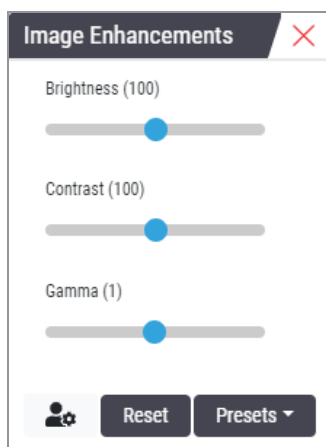 Image Enhancements
Brightness (100)
Contrast (100)
Gamma (1)
Reset Presets